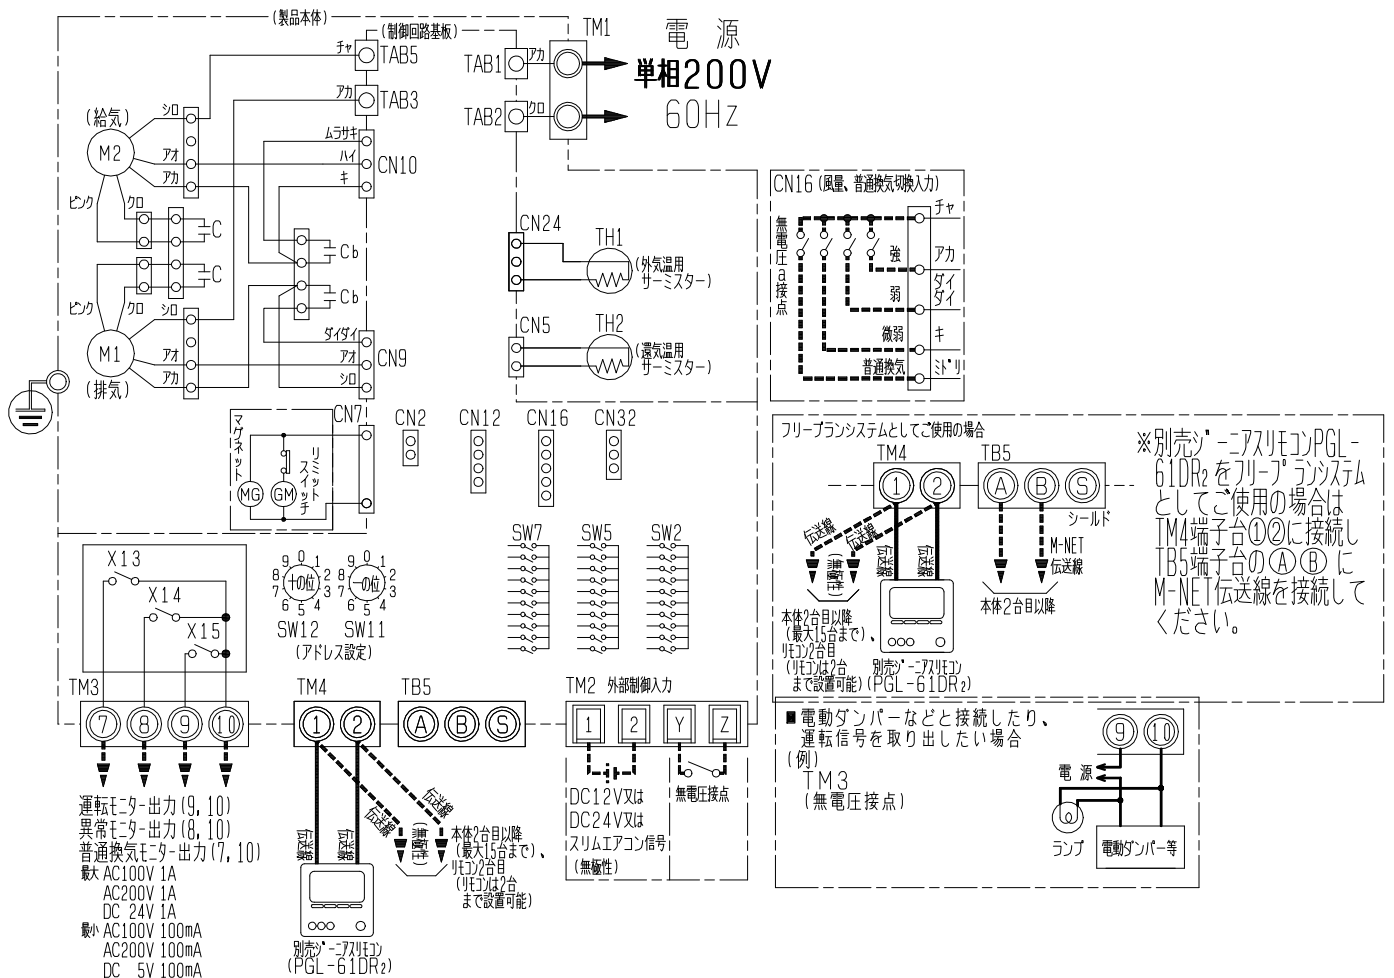 (製品本体)
(制御回路基板)
TM1
電 源
単相200V
60Hz
チャ
TAB5
アカ
TAB3
TAB1
アカ
TAB2
クロ
(給気)
M2
シロ
アオ
アカ
ピンク
クロ
ムラサキ
ハイ
キ
CN10
C
C
Cb
Cb
ピンク
クロ
シロ
M1
(排気)
アオ
アカ
ダイダイ
アオ
シロ
CN9
CN24
TH1
(外気温用
サーミスター)
CN5
TH2
(還気温用
サーミスター)
CN16 (風量、普通換気切換入力)
無電圧a接点
チャ
強
アカ
弱
ダイ
ダイ
微弱
キ
普通換気
ミドリ
マグネット
リミット
スイッチ
MG
GM
CN7
CN2
CN12
CN16
CN32
SW7
SW5
SW2
X13
X14
X15
0 1 2 3 4 5 6 7 8 9
十の位
SW12
0 1 2 3 4 5 6 7 8 9
一の位
SW11
(アドレス設定)
TM3
7 8 9 10
TM4
1 2
TB5
A B S
TM2 外部制御入力
1 2 Y Z
運転モニター出力(9,10)
異常モニター出力(8,10)
普通換気モニター出力(7,10)
最大 AC100V 1A
AC200V 1A
DC 24V 1A
最小 AC100V 100mA
AC200V 100mA
DC 5V 100mA
伝送線
伝送線
伝送線
伝送線
(無極性)
本体2台目以降
(最大15台まで)、
リモコン2台目
(リモコンは2台
まで設置可能)
別売ジーニアスリモコン
(PGL-61DR2)
DC12V又は
DC24V又は
スリムエアコン信号
(無極性)
無電圧接点
フリープランシステムとしてご使用の場合
TM4
1 2
TB5
A B S
シールド
伝送線
伝送線
伝送線
伝送線
(無極性)
M-NET
伝送線
本体2台目以降
本体2台目以降
(最大15台まで)、
リモコン2台目
(リモコンは2台
まで設置可能)
別売ジーニアスリモコン
(PGL-61DR2)
※別売ジーニアスリモコンPGL-
61DR2をフリープランシステム
としてご使用の場合は
TM4端子台①②に接続し
TB5端子台のⒶⒷに
M-NET伝送線を接続して
ください。
■電動ダンパーなどと接続したり、
運転信号を取り出したい場合
(例)
TM3
(無電圧接点)
9 10
電 源
ランプ
電動ダンパー等